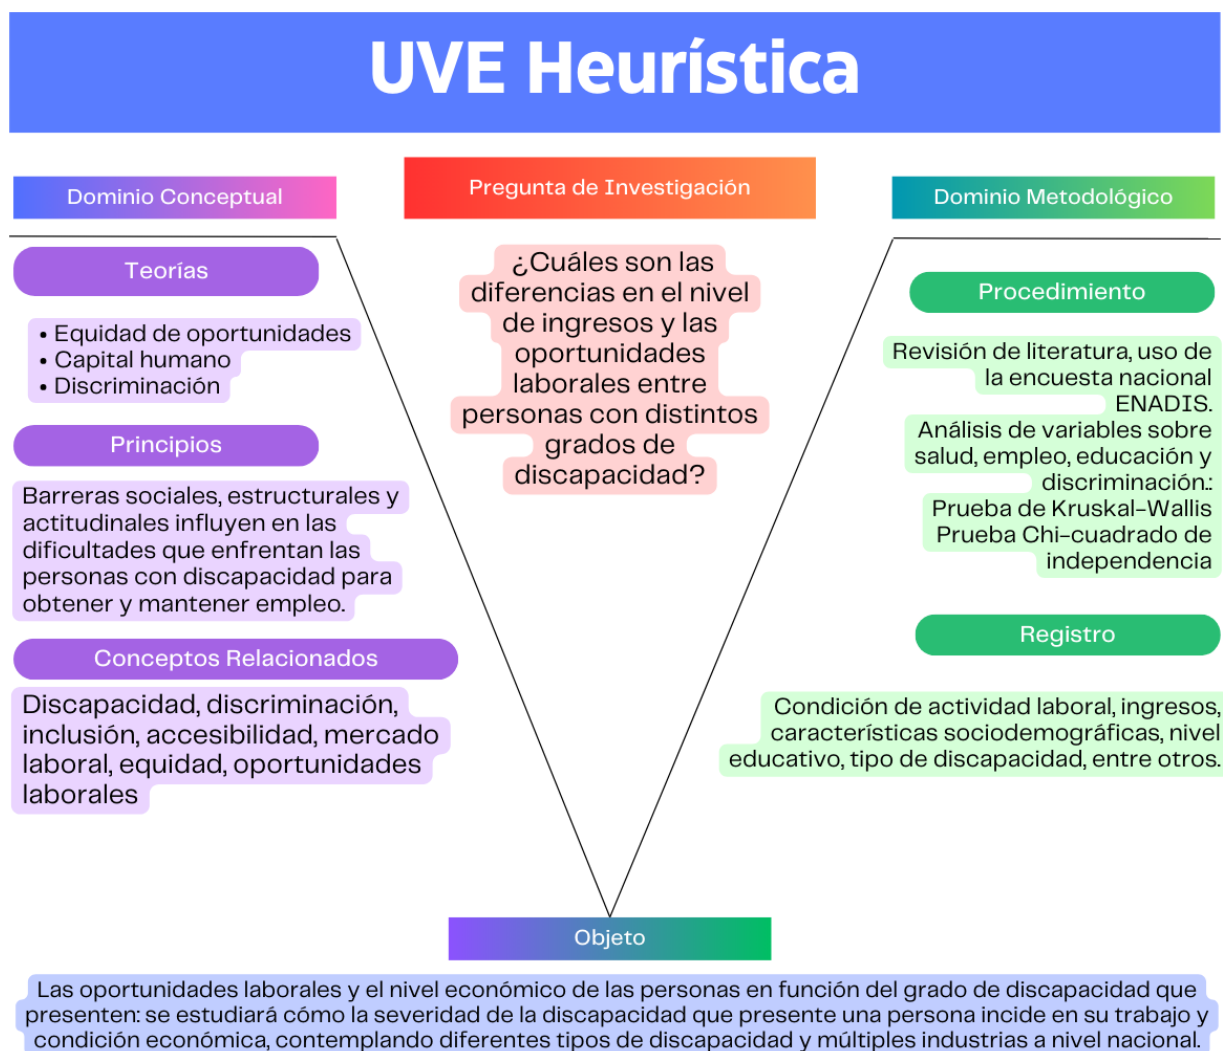 UVE Heurística
Dominio Conceptual
Teorías
• Equidad de oportunidades
• Capital humano
• Discriminación
Principios
Barreras sociales, estructurales y
actitudinales influyen en las
dificultades que enfrentan las
personas con discapacidad para
obtener y mantener empleo.
Conceptos Relacionados
Discapacidad, discriminación,
inclusión, accesibilidad, mercado
laboral, equidad, oportunidades
laborales
Pregunta de Investigación
¿Cuáles son las
diferencias en el nivel
de ingresos y las
oportunidades
laborales entre
personas con distintos
grados de
discapacidad?
Dominio Metodológico
Procedimiento
Revisión de literatura, uso de
la encuesta nacional
ENADIS.
Análisis de variables sobre
salud, empleo, educación y
discriminación.:
Prueba de Kruskal-Wallis
Prueba Chi-cuadrado de
independencia
Registro
Condición de actividad laboral, ingresos,
características sociodemográficas, nivel
educativo, tipo de discapacidad, entre otros.
Objeto
Las oportunidades laborales y el nivel económico de las personas en función del grado de discapacidad que
presenten: se estudiará cómo la severidad de la discapacidad que presente una persona incide en su trabajo y
condición económica, contemplando diferentes tipos de discapacidad y múltiples industrias a nivel nacional.